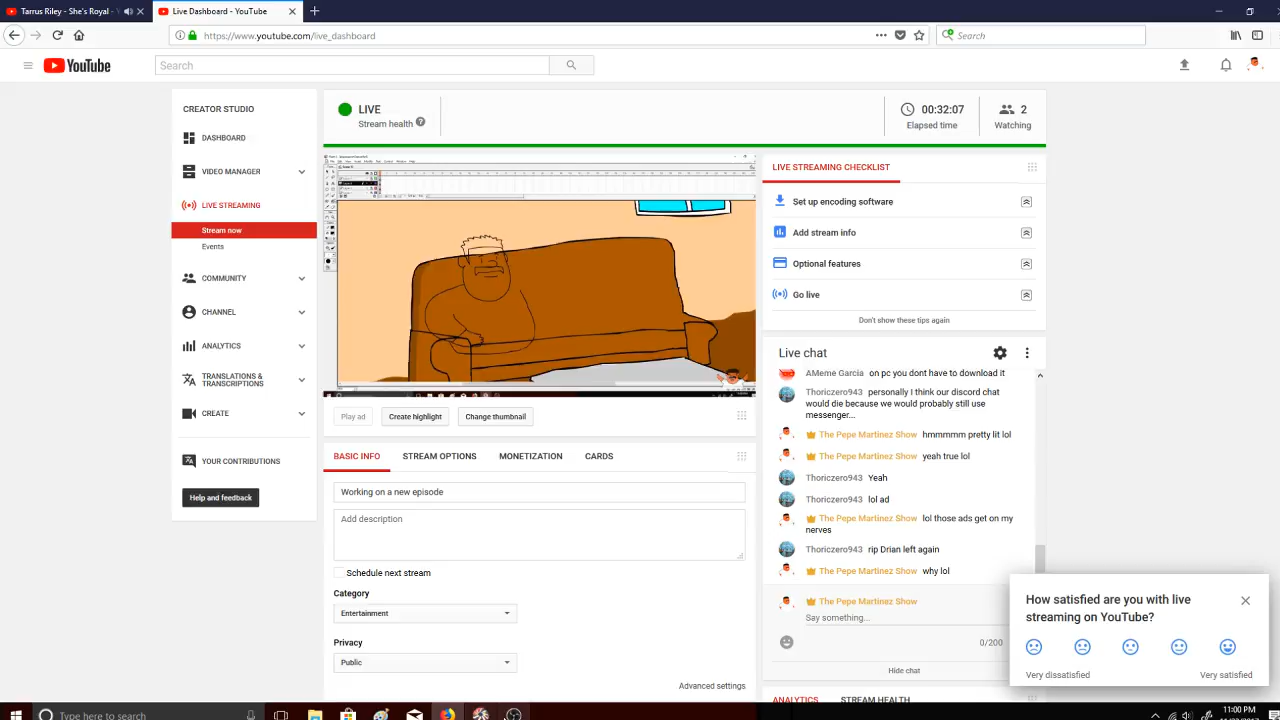 Tarrus Riley - She's Royal - Y
Live Dashboard - YouTube
https://www.youtube.com/live_dashboard
Search
YouTube
Search
CREATOR STUDIO
DASHBOARD
VIDEO MANAGER
LIVE STREAMING
Stream now
Events
COMMUNITY
CHANNEL
ANALYTICS
TRANSLATIONS &
TRANSCRIPTIONS
CREATE
YOUR CONTRIBUTIONS
Help and feedback
LIVE
Stream health
00:32:07
Elapsed time
2
Watching
Play ad
Create highlight
Change thumbnail
BASIC INFO
STREAM OPTIONS
MONETIZATION
CARDS
Working on a new episode
Add description
Schedule next stream
Category
Entertainment
Privacy
Public
Advanced settings
LIVE STREAMING CHECKLIST
Set up encoding software
Add stream info
Optional features
Go live
Don't show these tips again
Live chat
AMeme Garcia on pc you dont have to download it
Thoriczero943 personally I think our discord chat
would die because we would probably still use
messenger...
The Pepe Martinez Show hmmmmm pretty lit lol
The Pepe Martinez Show yeah true lol
Thoriczero943 Yeah
Thoriczero943 lol ad
The Pepe Martinez Show lol those ads get on my
nerves
Thoriczero943 rip Drian left again
The Pepe Martinez Show why lol
The Pepe Martinez Show
Say something...
0/200
Hide chat
ANALYTICS
STREAM HEALTH
How satisfied are you with live
streaming on YouTube?
Very dissatisfied
Very satisfied
Type here to search
11:00 PM